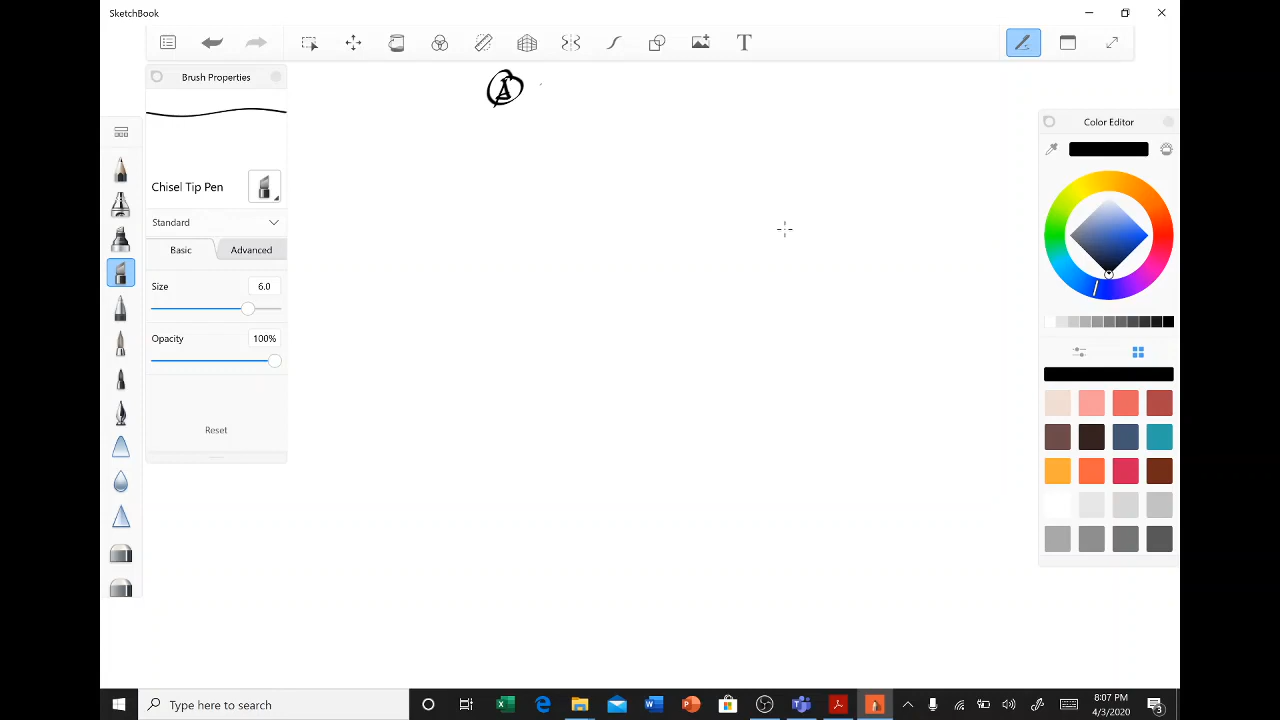 SketchBook
T
Brush Properties
A
Color Editor
Chisel Tip Pen
Standard
Basic Advanced
Size 6.0
Opacity 100%
Reset
Type here to search
8:07 PM
4/3/2020
3